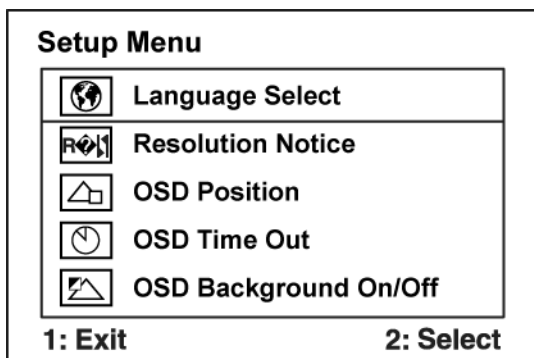 Setup Menu
Language Select
Resolution Notice
OSD Position
OSD Time Out
OSD Background On/Off
1: Exit 2: Select